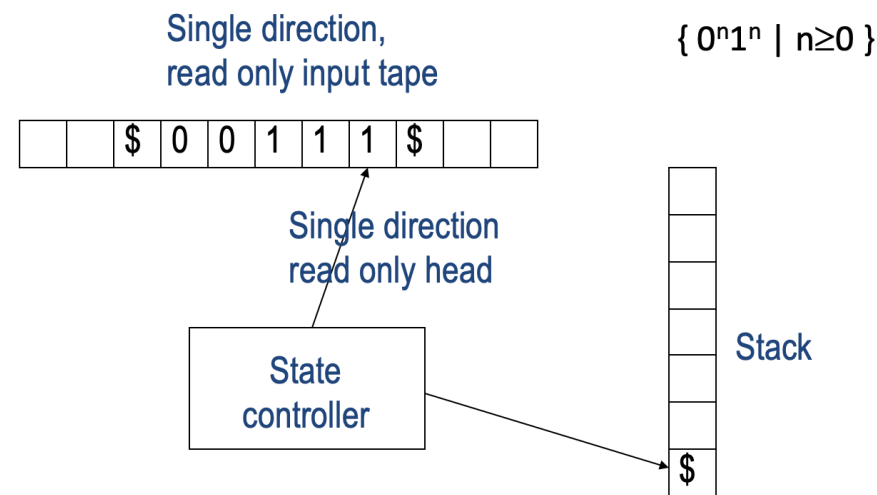 Single direction,
read only input tape
{ 0ⁿ1ⁿ | n≥0 }
$ 0 0 1 1 1 $
Single direction
read only head
State
controller
Stack
$